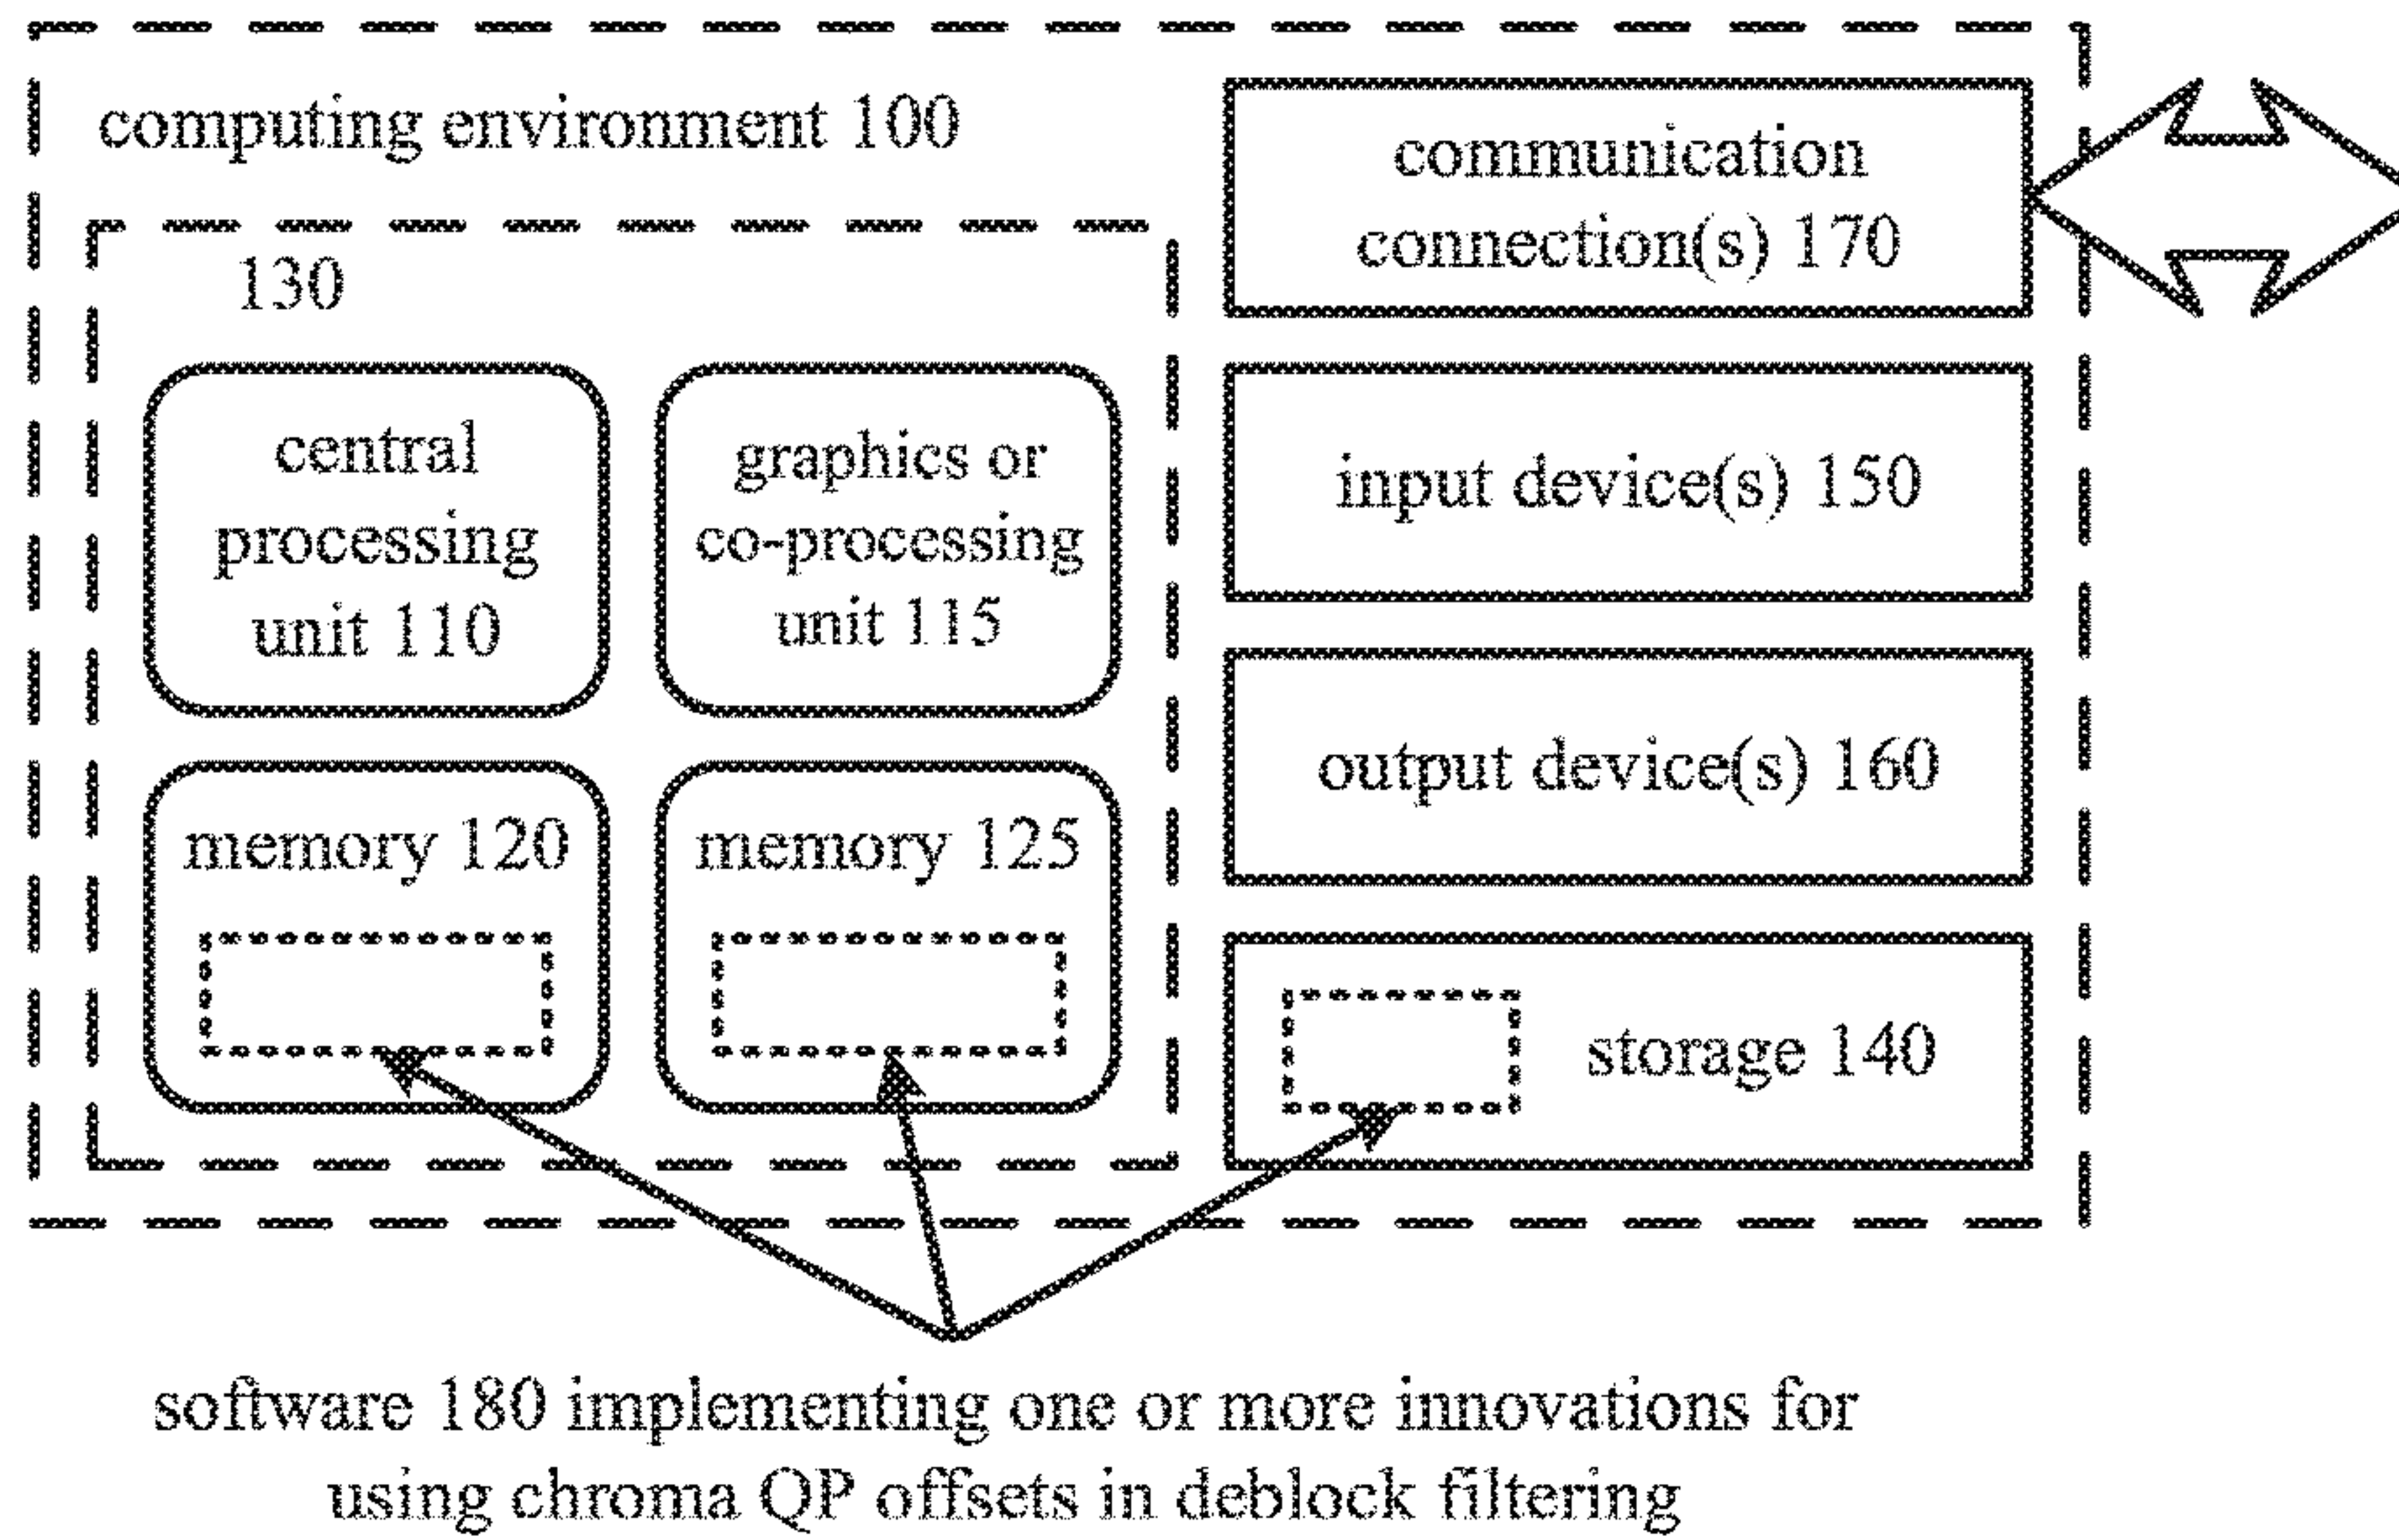 computing environment 100
130
central
processing
unit 110
graphics or
co-processing
unit 115
memory 120
memory 125
communication
connection(s) 170
input device(s) 150
output device(s) 160
storage 140
software 180 implementing one or more innovations for
using chroma QP offsets in deblock filtering